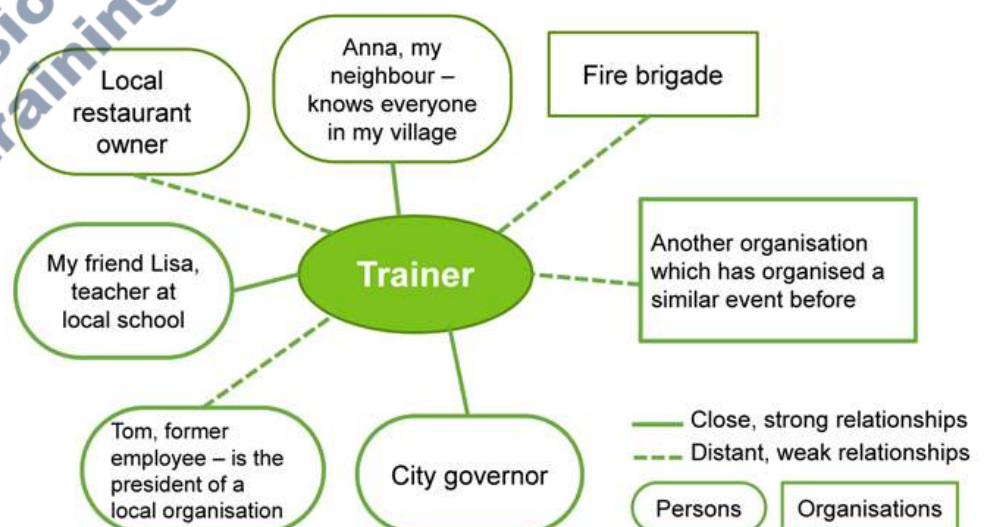 Local
restaurant
owner
Anna, my
neighbour –
knows everyone
in my village
Fire brigade
My friend Lisa,
teacher at
local school
Trainer
Another organisation
which has organised a
similar event before
Tom, former
employee – is the
president of a
local organisation
City governor
Close, strong relationships
Distant, weak relationships
Persons
Organisations